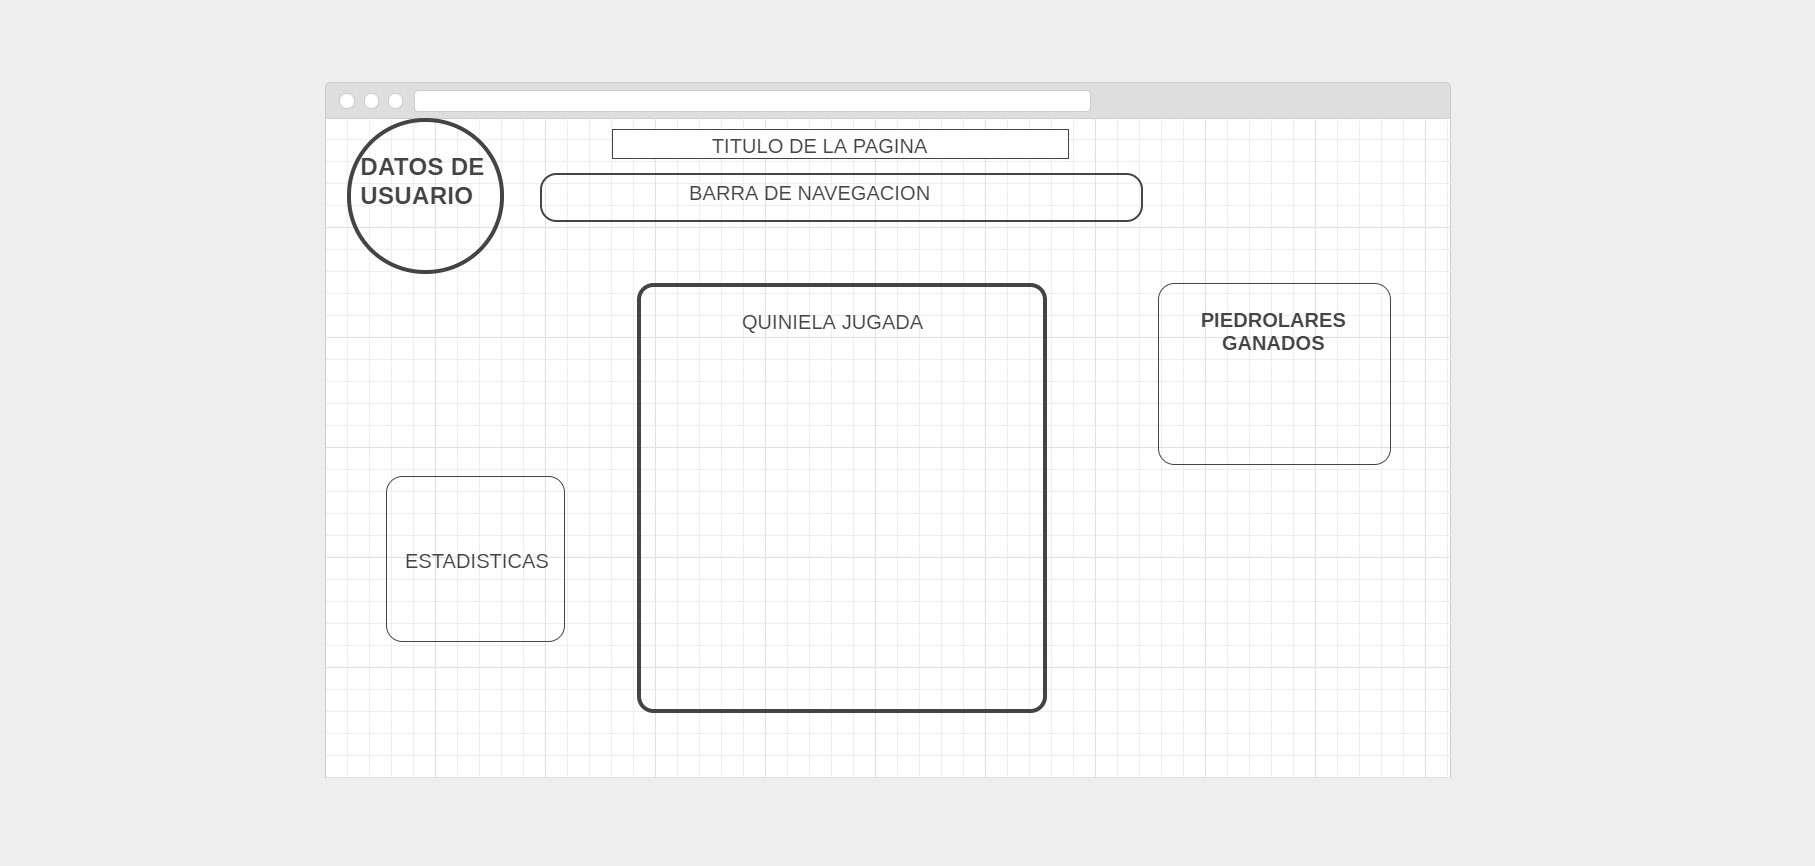 DATOS DE
USUARIO
TITULO DE LA PAGINA
BARRA DE NAVEGACION
QUINIELA JUGADA
PIEDROLARES
GANADOS
ESTADISTICAS